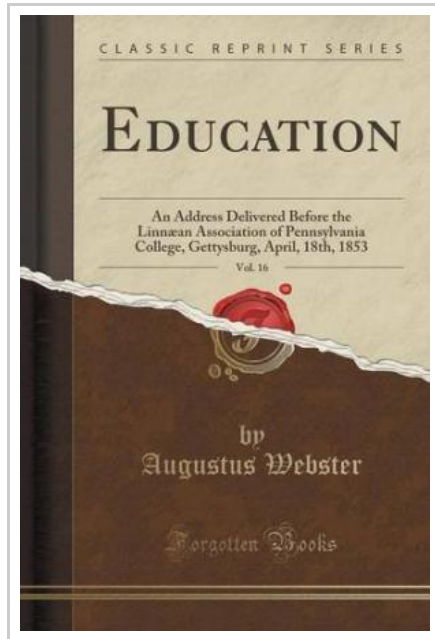 CLASSIC REPRINT SERIES
EDUCATION
An Address Delivered Before the
Linnæan Association of Pennsylvania
College, Gettysburg, April, 18th, 1853
Vol. 16
by
Augustus Webster
Forgotten Books